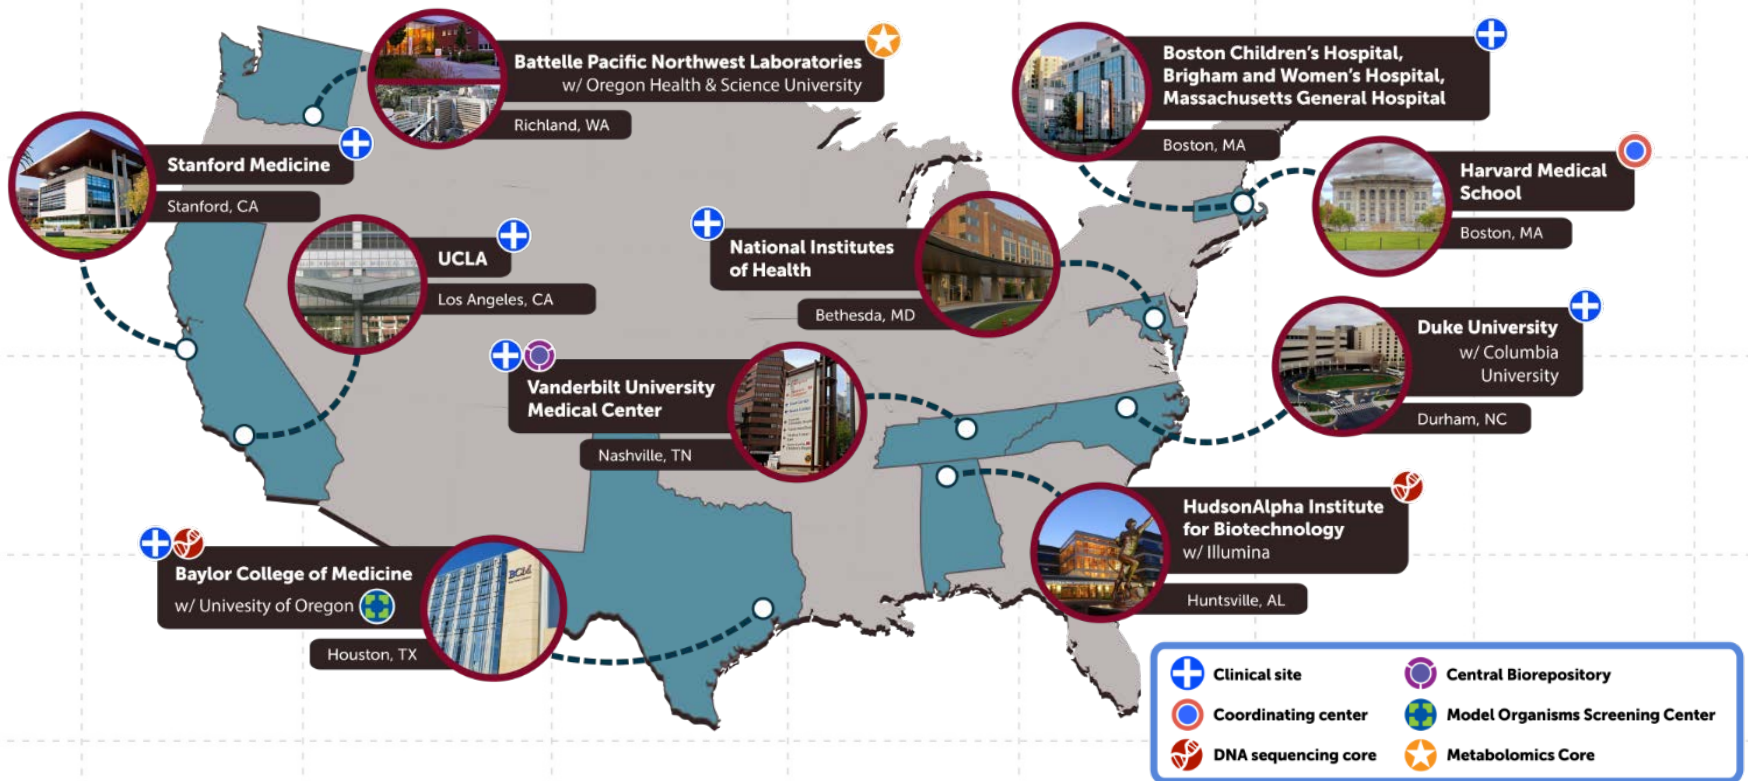 Battelle Pacific Northwest Laboratories
w/ Oregon Health & Science University
Richland, WA
Boston Children's Hospital,
Brigham and Women's Hospital,
Massachusetts General Hospital
Boston, MA
Stanford Medicine
Stanford, CA
Harvard Medical
School
Boston, MA
UCLA
Los Angeles, CA
National Institutes
of Health
Bethesda, MD
Duke University
w/ Columbia
University
Durham, NC
Vanderbilt University
Medical Center
Nashville, TN
HudsonAlpha Institute
for Biotechnology
w/ Illumina
Huntsville, AL
Baylor College of Medicine
w/ Univesity of Oregon
Houston, TX
Clinical site
Coordinating center
DNA sequencing core
Central Biorepository
Model Organisms Screening Center
Metabolomics Core